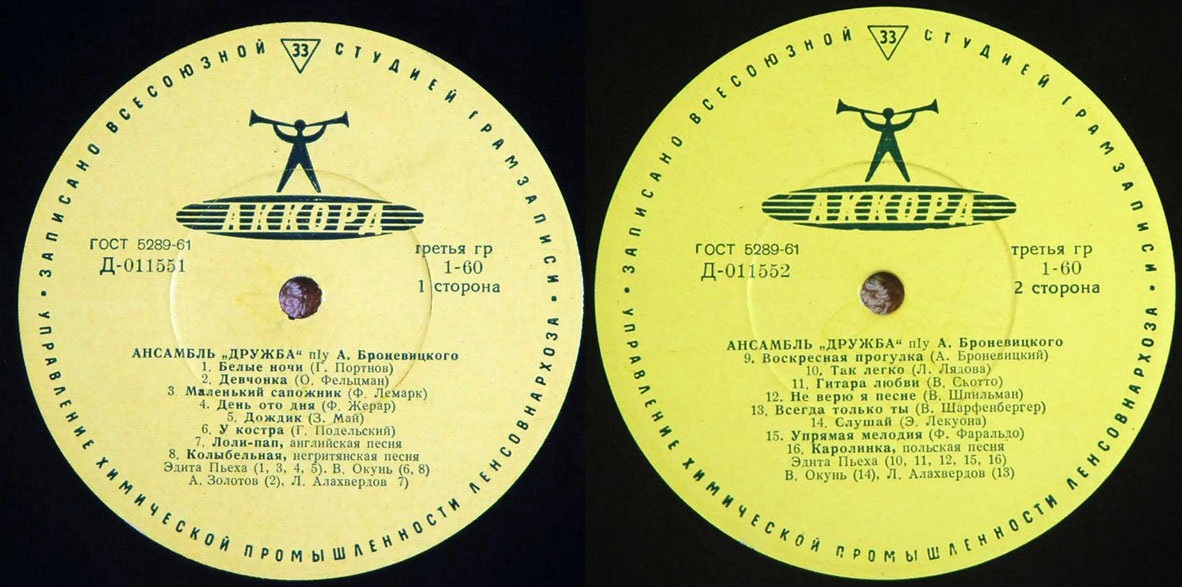 ЗАПИСАНО ВСЕСОЮЗНОЙ СТУДИЕЙ ГРАМЗАПИСИ
33
АККОРД
ГОСТ 5289-61
Д-011551
третья гр
1-60
1 сторона
АНСАМБЛЬ „ДРУЖБА“ п/у А. Броневицкого
1. Белые ночи (Г. Портнов)
2. Девчонка (О. Фельцман)
3 Маленький сапожник (Ф. Лемарк)
4. День ото дня (Ф. Жерар)
5. Дождик (З. Май)
6. У костра (Г. Подельский)
7. Лоли-пап, английская песня
8. Колыбельная, негритянская песня
Эдита Пьеха (1, 3, 4, 5). В. Окунь (6, 8)
А. Золотов (2), Л. Алахвердов 7)
УПРАВЛЕНИЕ ХИМИЧЕСКОЙ ПРОМЫШЛЕННОСТИ ЛЕНСОВНАРХОЗА
ЗАПИСАНО ВСЕСОЮЗНОЙ СТУДИЕЙ ГРАМЗАПИСИ
33
АККОРД
ГОСТ 5289-61
Д-011552
третья гр
1-60
2 сторона
АНСАМБЛЬ „ДРУЖБА“ п/у А. Броневицкого
9. Воскресная прогулка (А. Броневицкий)
10. Так легко (Л. Лядова)
11. Гитара любви (В. Скотто)
12. Не верю я песне (В, Шпильман)
13, Всегда только ты (В. Шарфенбергер)
14. Слушай (Э. Лекуона)
15. Упрямая мелодия (Ф. Фаральдо)
16. Каролинка, польская песня
Эдита Пьеха (10, 11, 12, 15, 16)
В. Окунь (14), Л. Алахвердов (13)
УПРАВЛЕНИЕ ХИМИЧЕСКОЙ ПРОМЫШЛЕННОСТИ ЛЕНСОВНАРХОЗА